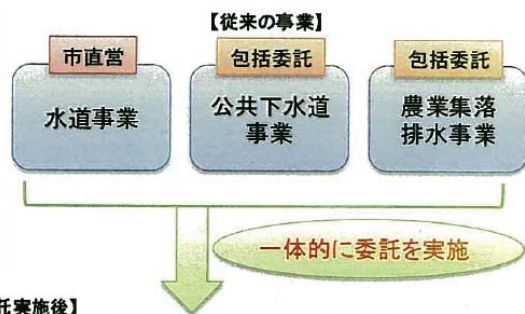 【従来の事業】
市直営
包括委託
包括委託
水道事業
公共下水道
事業
農業集落
排水事業
一体的に委託を実施
託実施後】